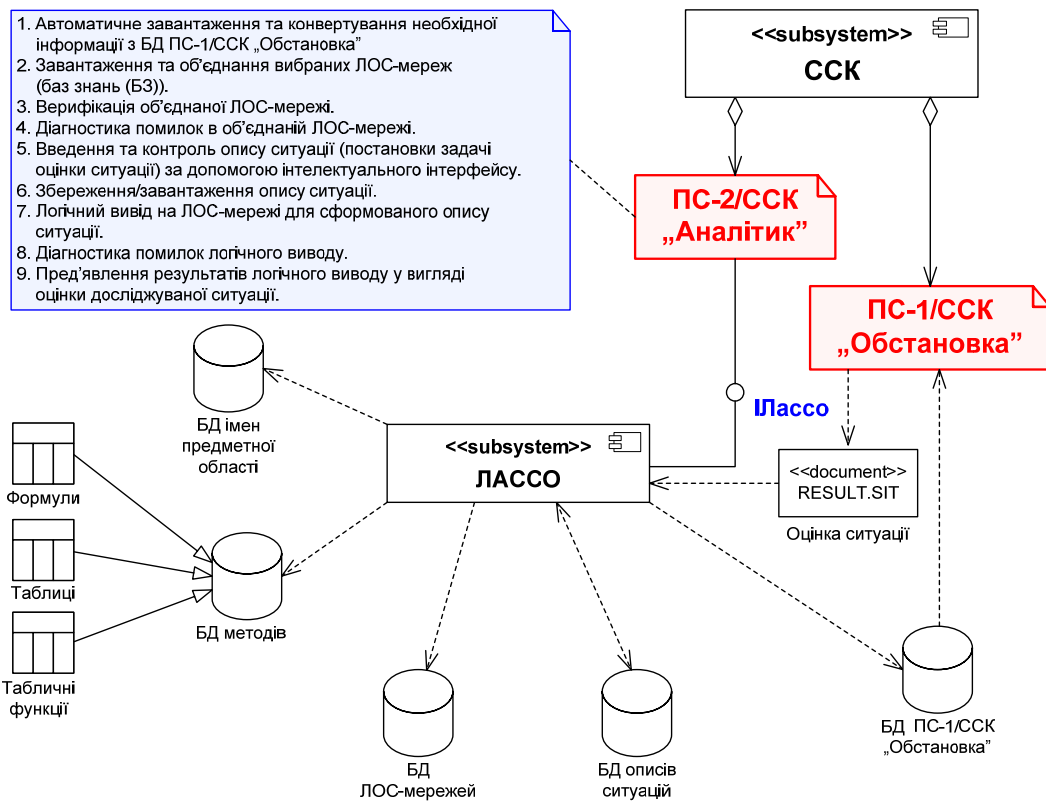 1. Автоматичне завантаження та конвертування необхідної
інформації з БД ПС-1/ССК „Обстановка”
2. Завантаження та об’єднання вибраних ЛОС-мереж
(баз знань (БЗ)).
3. Верифікація об’єднаної ЛОС-мережі.
4. Діагностика помилок в об’єднаній ЛОС-мережі.
5. Введення та контроль опису ситуації (постановки задачі
оцінки ситуації) за допомогою інтелектуального інтерфейсу.
6. Збереження/завантаження опису ситуації.
7. Логічний вивід на ЛОС-мережі для сформованого опису
ситуації.
8. Діагностика помилок логічного виводу.
9. Пред’явлення результатів логічного виводу у вигляді
оцінки досліджуваної ситуації.
<<subsystem>>
ССК
ПС-2/ССК
„Аналітик”
ПС-1/ССК
„Обстановка”
ІЛассо
БД імен
предметної
області
<<subsystem>>
ЛАССО
<<document>>
RESULT.SIT
Оцінка ситуації
Формули
Таблиці
Табличні
функції
БД методів
БД
ЛОС-мережей
БД описів
ситуацій
БД ПС-1/ССК
„Обстановка”